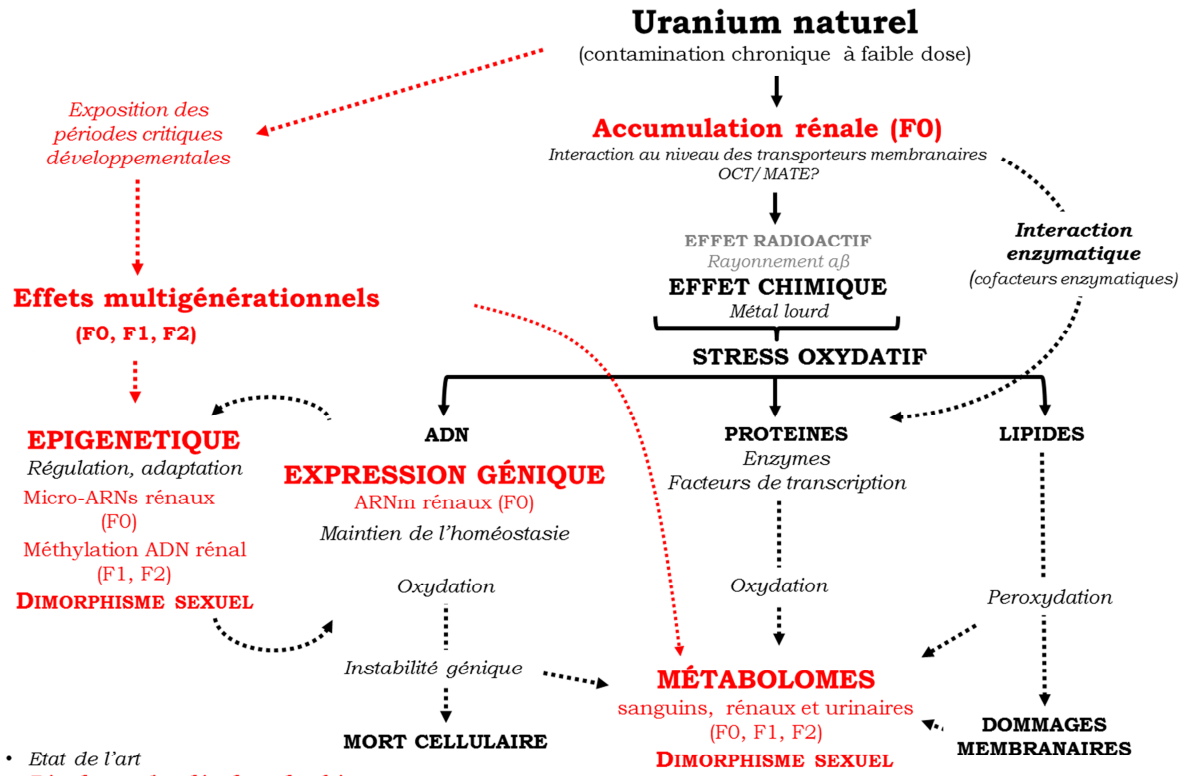 Uranium naturel
(contamination chronique à faible dose)
Exposition des
périodes critiques
développementales
Accumulation rénale (F0)
Interaction au niveau des transporteurs membranaires
OCT/MATE?
Interaction
enzymatique
(cofacteurs enzymatiques)
EFFET RADIOACTIF
Rayonnement aβ
EFFET CHIMIQUE
Métal lourd
Effets multigénérationnels
(F0, F1, F2)
STRESS OXYDATIF
EPIGENETIQUE
Régulation, adaptation
Micro-ARNs rénaux
(F0)
Méthylation ADN rénal
(F1, F2)
DIMORPHISME SEXUEL
ADN
EXPRESSION GÉNIQUE
ARNm rénaux (F0)
Maintien de l'homéostasie
Oxydation
Instabilité génique
MORT CELLULAIRE
PROTEINES
Enzymes
Facteurs de transcription
Oxydation
MÉTABOLOMES
sanguins, rénaux et urinaires
(F0, F1, F2)
DIMORPHISME SEXUEL
LIPIDES
Peroxydation
DOMMAGES
MEMBRANAIRES
• Etat de l'art